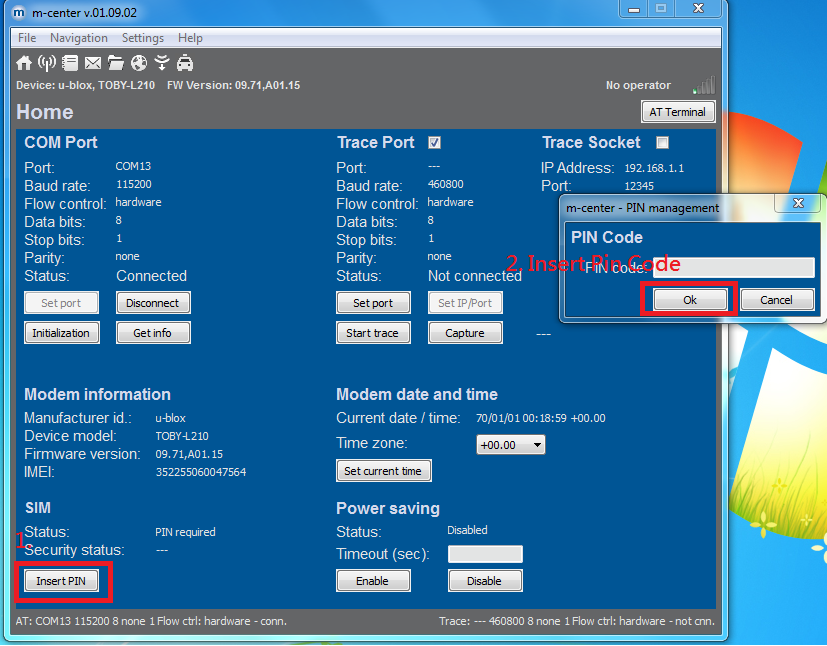 m m-center v.01.09.02
File Navigation Settings Help
Device: u-blox, TOBY-L210 FW Version: 09.71,A01.15 No operator
Home AT Terminal
COM Port
Port: COM13
Baud rate: 115200
Flow control: hardware
Data bits: 8
Stop bits: 1
Parity: none
Status: Connected
Set port Disconnect
Initialization Get info
Trace Port
Port: ---
Baud rate: 460800
Flow control: hardware
Data bits: 8
Stop bits: 1
Parity: none
Status: Not connected
Set port Set IP/Port
Start trace Capture ---
Trace Socket
IP Address: 192.168.1.1
Port: 12345
m-center - PIN management
PIN Code
2. Insert Pin Code
PIN code:
Ok Cancel
Modem information
Manufacturer id.: u-blox
Device model: TOBY-L210
Firmware version: 09.71,A01.15
IMEI: 352255060047564
Modem date and time
Current date / time: 70/01/01 00:18:59 +00.00
Time zone: +00.00
Set current time
SIM
Status: PIN required
1
Security status: ---
Insert PIN
Power saving
Status: Disabled
Timeout (sec):
Enable Disable
AT: COM13 115200 8 none 1 Flow ctrl: hardware - conn. Trace: --- 460800 8 none 1 Flow ctrl: hardware - not cnn.